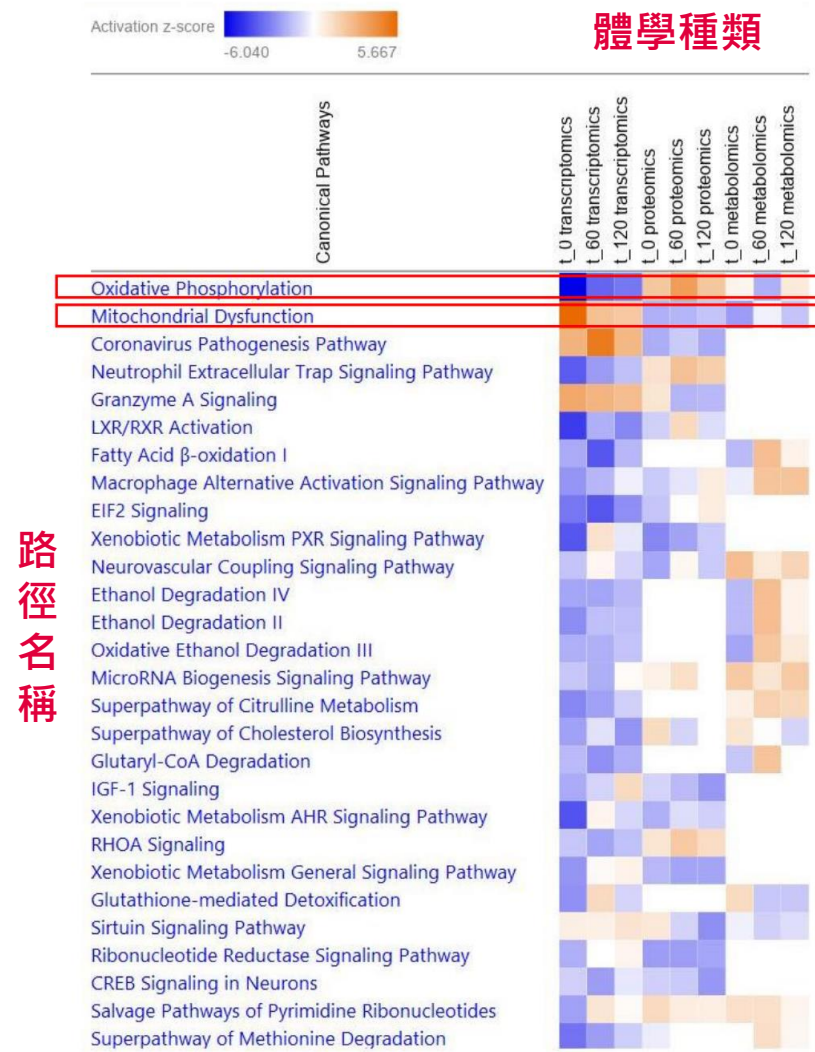 Activation z-score
-6.040 5.667
體學種類
Canonical Pathways
t_0 transcriptomics
t_60 transcriptomics
t_120 transcriptomics
t_0 proteomics
t_60 proteomics
t_120 proteomics
t_0 metabolomics
t_60 metabolomics
t_120 metabolomics
Oxidative Phosphorylation
Mitochondrial Dysfunction
Coronavirus Pathogenesis Pathway
Neutrophil Extracellular Trap Signaling Pathway
Granzyme A Signaling
LXR/RXR Activation
Fatty Acid β-oxidation I
Macrophage Alternative Activation Signaling Pathway
EIF2 Signaling
Xenobiotic Metabolism PXR Signaling Pathway
Neurovascular Coupling Signaling Pathway
Ethanol Degradation IV
Ethanol Degradation II
Oxidative Ethanol Degradation III
MicroRNA Biogenesis Signaling Pathway
Superpathway of Citrulline Metabolism
Superpathway of Cholesterol Biosynthesis
Glutaryl-CoA Degradation
IGF-1 Signaling
Xenobiotic Metabolism AHR Signaling Pathway
RHOA Signaling
Xenobiotic Metabolism General Signaling Pathway
Glutathione-mediated Detoxification
Sirtuin Signaling Pathway
Ribonucleotide Reductase Signaling Pathway
CREB Signaling in Neurons
Salvage Pathways of Pyrimidine Ribonucleotides
Superpathway of Methionine Degradation
路徑名稱